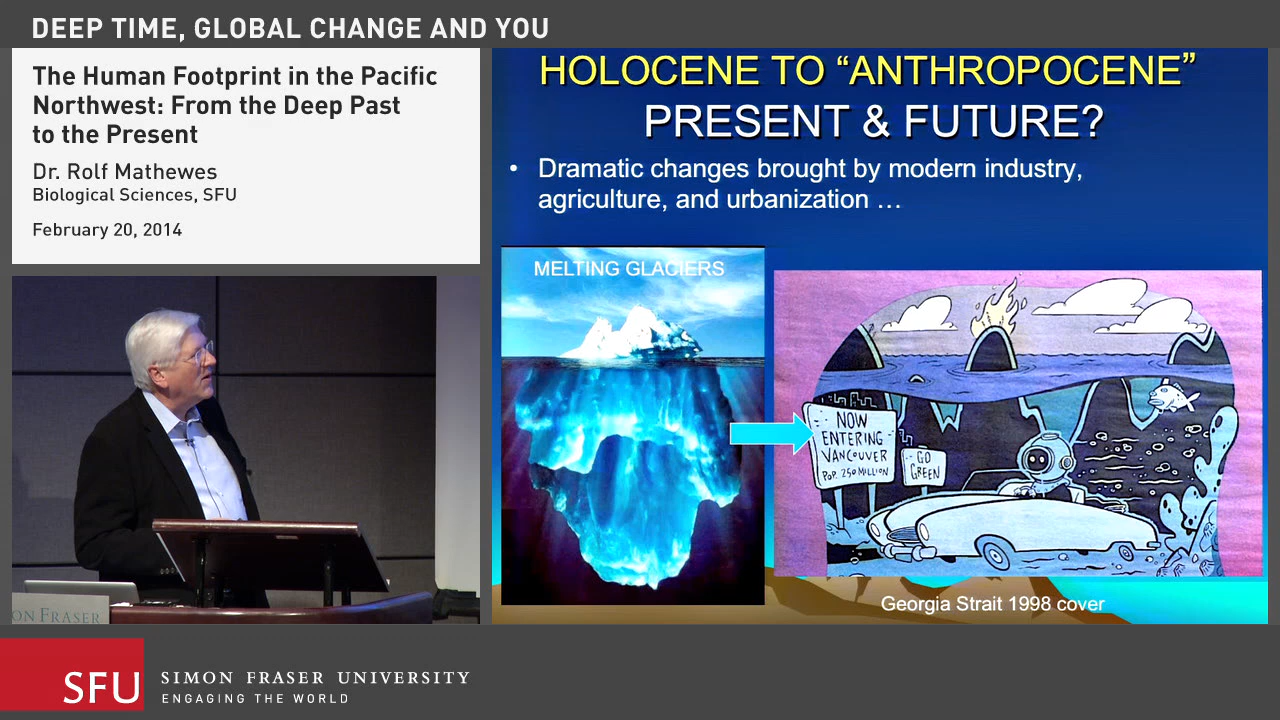 DEEP TIME, GLOBAL CHANGE AND YOU
The Human Footprint in the Pacific
Northwest: From the Deep Past
to the Present
Dr. Rolf Mathewes
Biological Sciences, SFU
February 20, 2014
HOLOCENE TO “ANTHROPOCENE”
PRESENT & FUTURE?
• Dramatic changes brought by modern industry,
agriculture, and urbanization …
MELTING GLACIERS
NOW
ENTERING
VANCOUVER
POP. 250 MILLION
GO
GREEN
Georgia Strait 1998 cover
ON FRASER
SFU
SIMON FRASER UNIVERSITY
ENGAGING THE WORLD